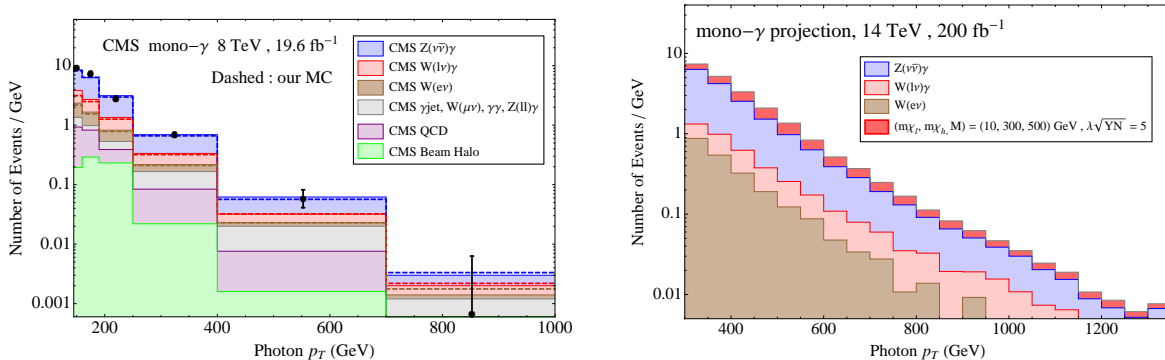 CMS mono-γ 8 TeV , 19.6 fb⁻¹
Dashed : our MC
CMS Z(νν̄)γ
CMS W(lν)γ
CMS W(eν)
CMS γjet, W(μν), γγ, Z(ll)γ
CMS QCD
CMS Beam Halo
Number of Events / GeV
10
1
0.1
0.01
0.001
200
400
600
800
1000
Photon pT (GeV)
mono-γ projection, 14 TeV , 200 fb⁻¹
Z(νν̄)γ
W(lν)γ
W(eν)
(mχl, mχh, M) = (10, 300, 500) GeV , λ√YN = 5
Number of Events / GeV
10
1
0.1
0.01
400
600
800
1000
1200
Photon pT (GeV)